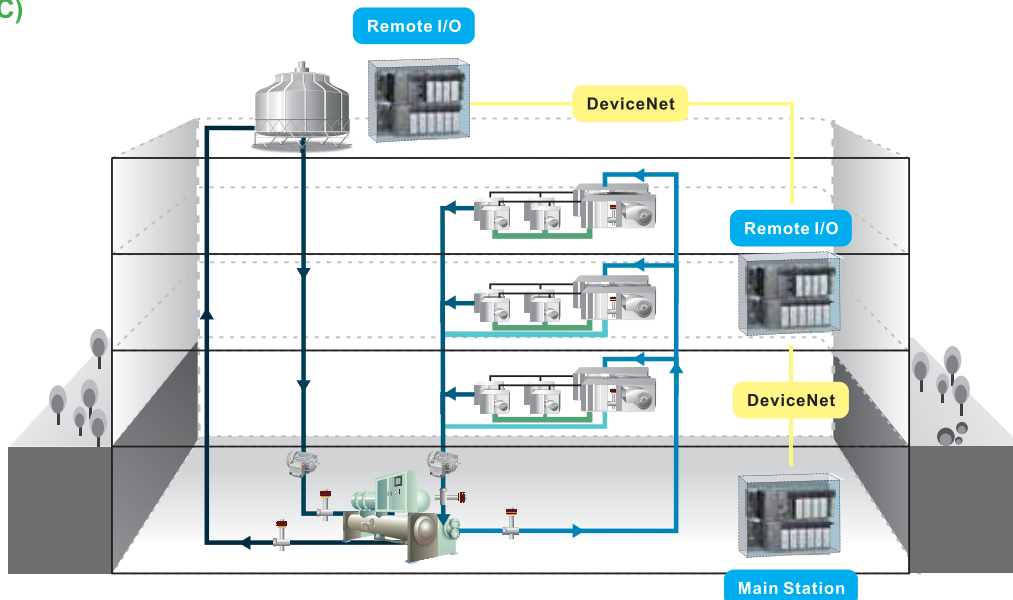 C)
Remote I/O
DeviceNet
Remote I/O
DeviceNet
Main Station